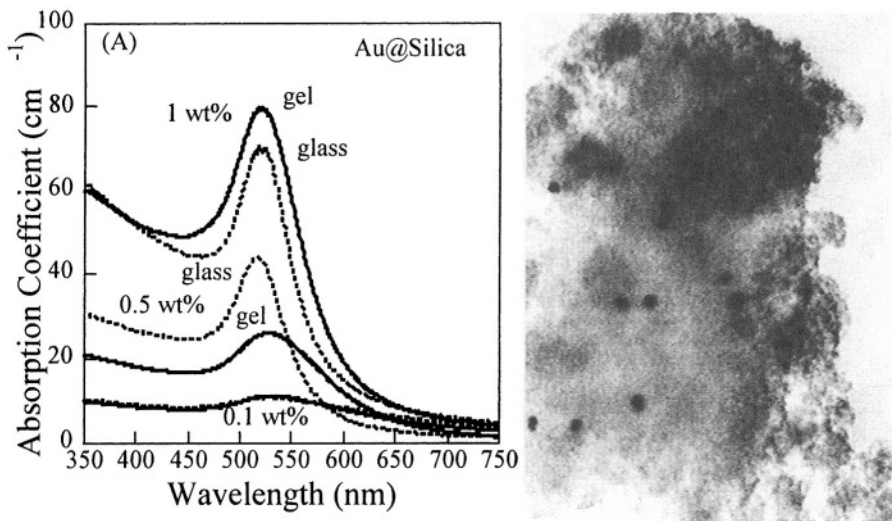 (A)
Au@Silica
1 wt%
gel
glass
glass
0.5 wt%
gel
0.1 wt%
100
80
60
40
20
0
350 400 450 500 550 600 650 700 750
Absorption Coefficient (cm -1)
Wavelength (nm)